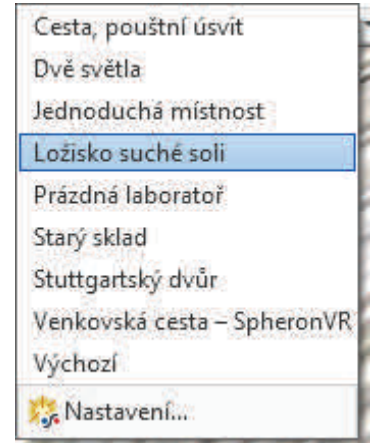 Cesta, pouštní úsvit
Dvě světla
Jednoduchá místnost
Ložisko suché soli
Prázdná laboratoř
Starý sklad
Stuttgartský dvůr
Venkovská cesta – SpheronVR
Výchozí
Nastavení...